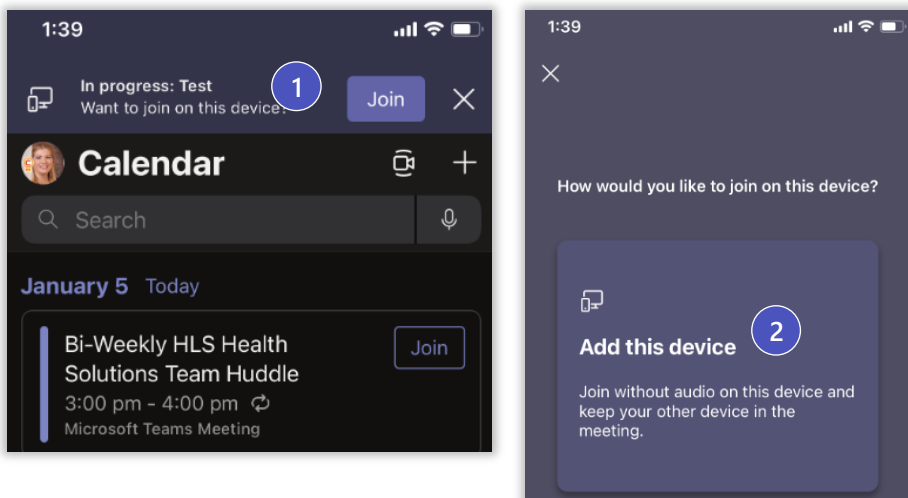 1:39
In progress: Test
Want to join on this device?
1
Join
Calendar
Search
January 5 Today
Bi-Weekly HLS Health
Solutions Team Huddle
Join
3:00 pm - 4:00 pm
Microsoft Teams Meeting
1:39
How would you like to join on this device?
Add this device
2
Join without audio on this device and
keep your other device in the
meeting.